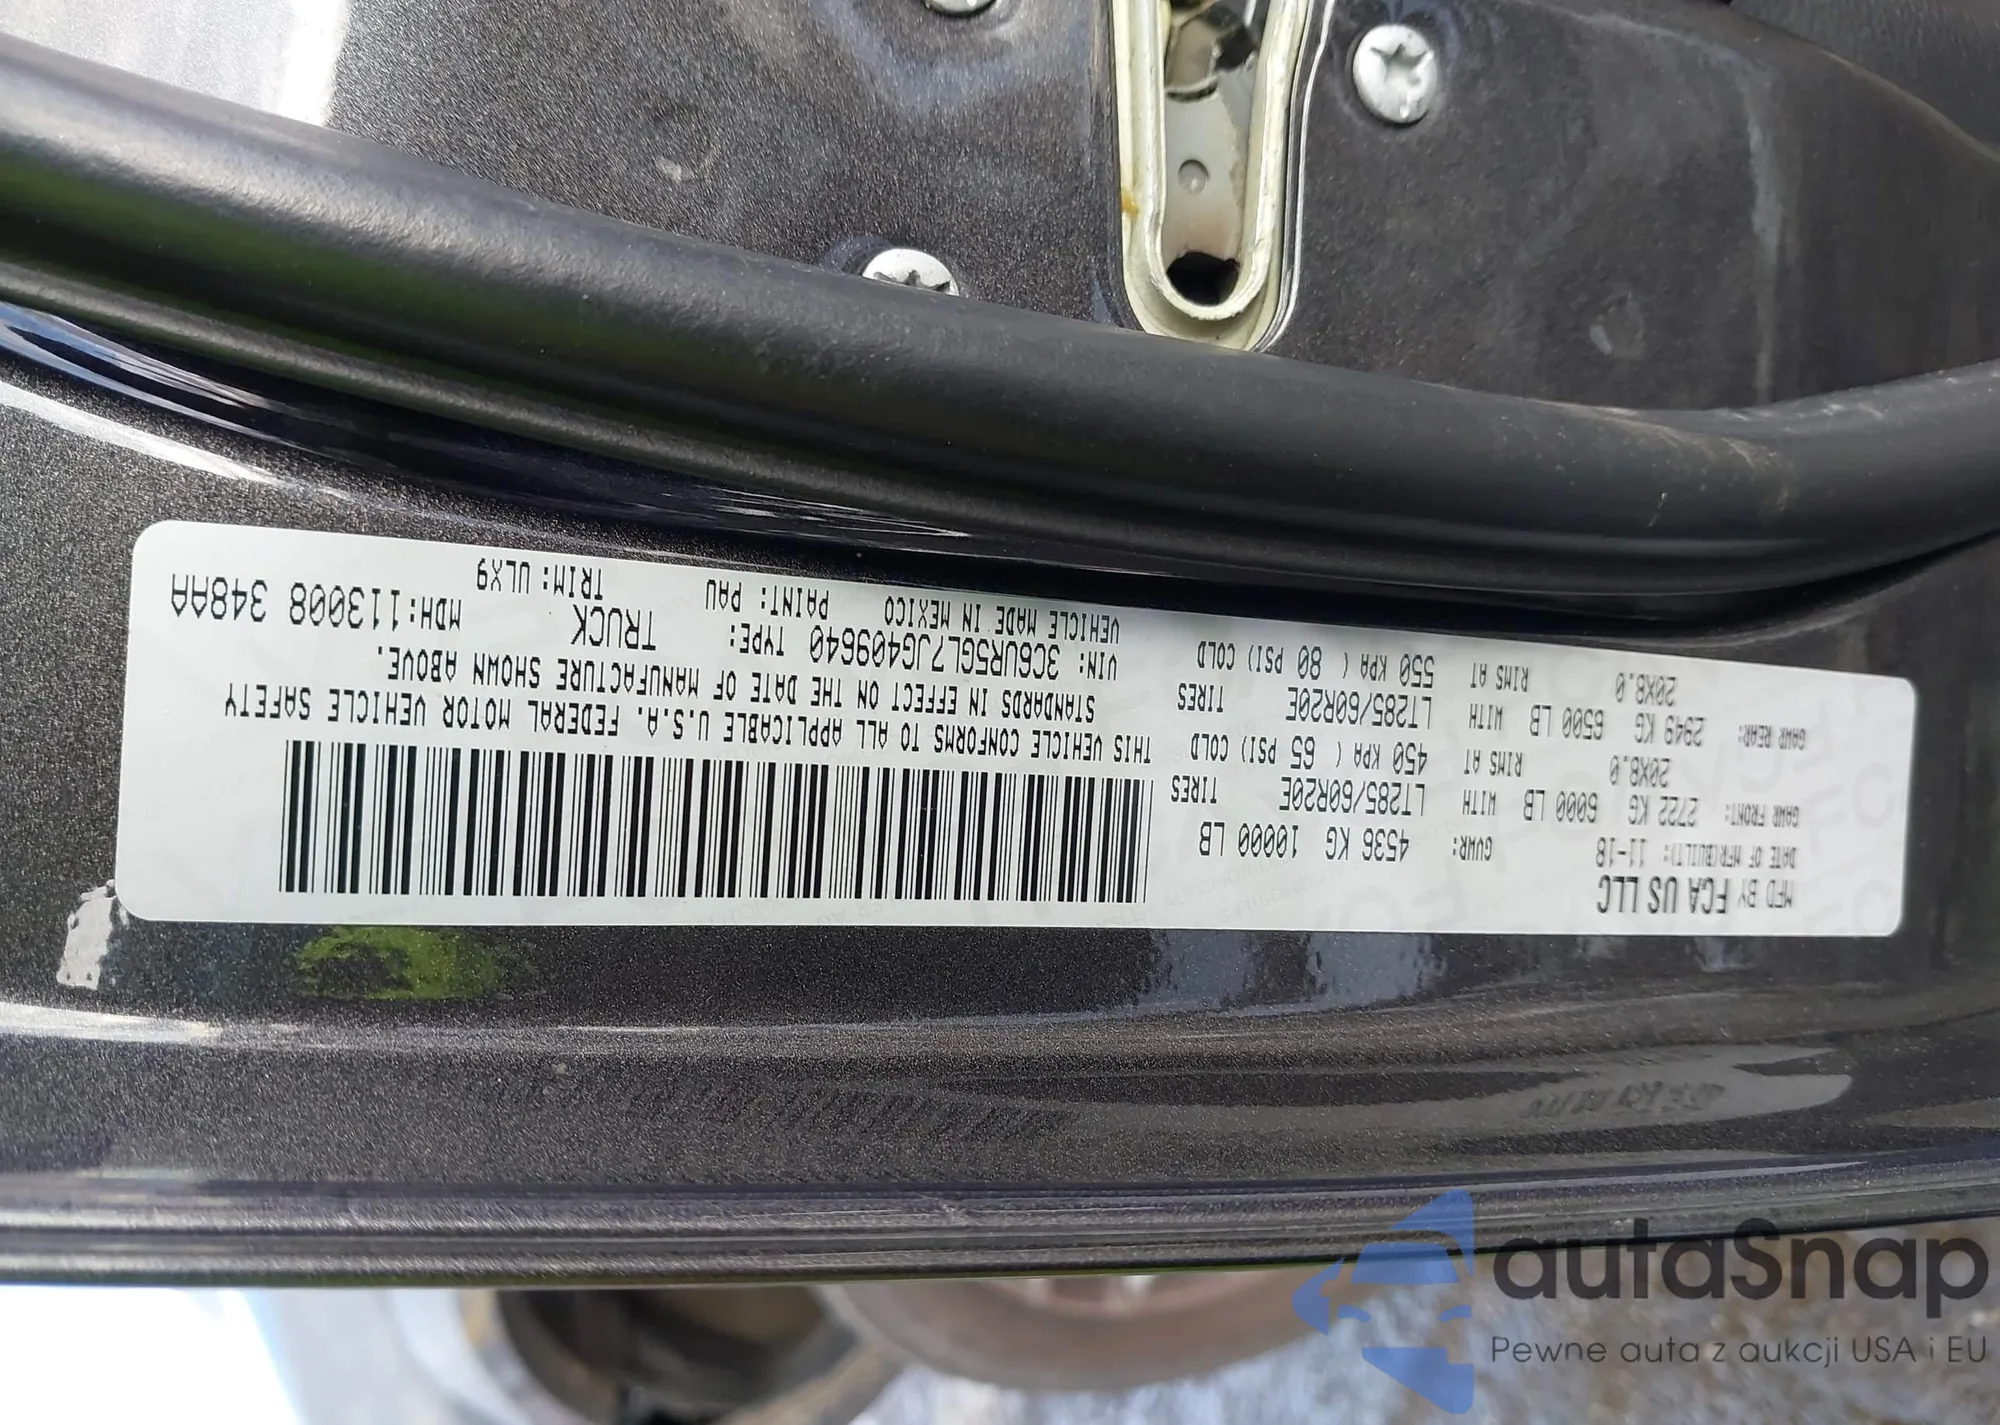 MFD BY FCA US LLC
DATE OF MFR(BUILT): 11-18 GVWR: 4536 KG 10000 LB
GAWR FRONT: 2722 KG 6000 LB WITH LT285/60R20E TIRES
20X8.0 RIMS AT 450 KPA ( 65 PSI) COLD
GAWR REAR: 2949 KG 6500 LB WITH LT285/60R20E TIRES
20X8.0 RIMS AT 550 KPA ( 80 PSI) COLD
THIS VEHICLE CONFORMS TO ALL APPLICABLE U.S.A. FEDERAL MOTOR VEHICLE SAFETY
STANDARDS IN EFFECT ON THE DATE OF MANUFACTURE SHOWN ABOVE.
VIN: 3C6UR5GL7JG409640 TYPE: TRUCK MDH:113008 348AA
VEHICLE MADE IN MEXICO PAINT: PAU TRIM: ULX9
autaSnap
Pewne auta z aukcji USA i EU